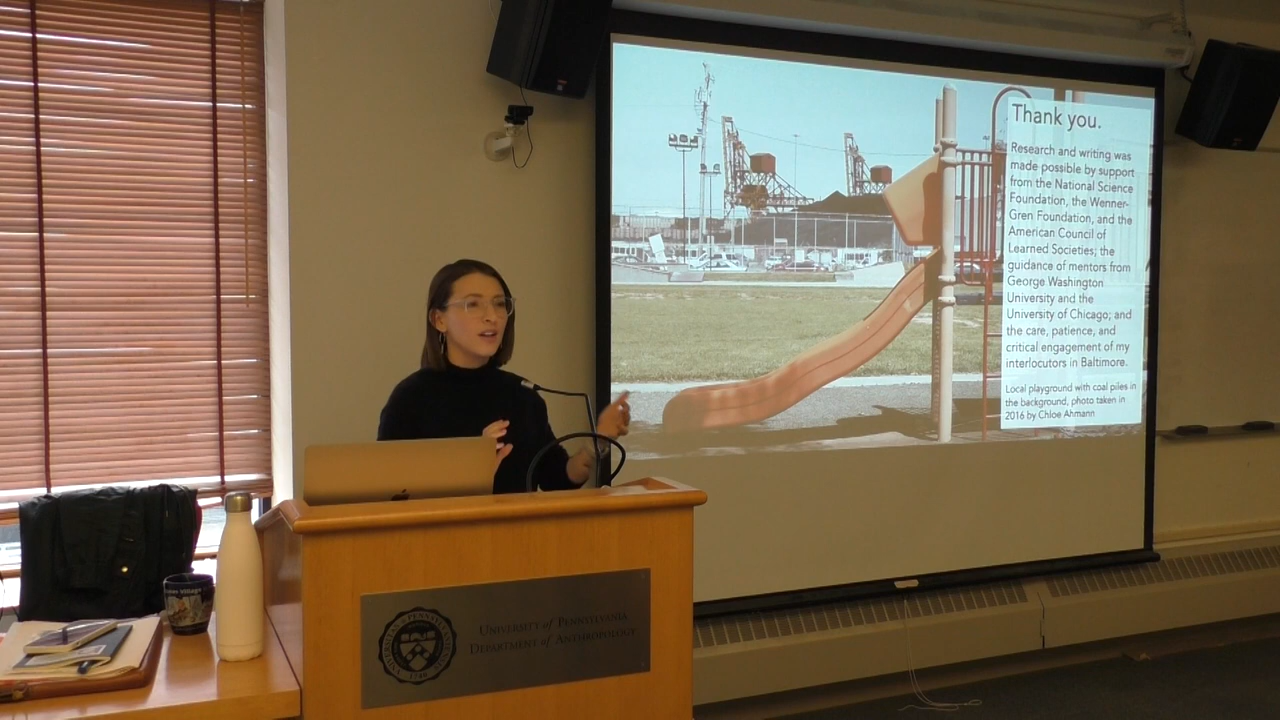 Thank you.
Research and writing was
made possible by support
from the National Science
Foundation, the Wenner-
Gren Foundation, and the
American Council of
Learned Societies; the
guidance of mentors from
George Washington
University and the
University of Chicago; and
the care, patience, and
critical engagement of my
interlocutors in Baltimore.
Local playground with coal piles in
the background, photo taken in
2016 by Chloe Ahmann
University of Pennsylvania
Department of Anthropology
1740